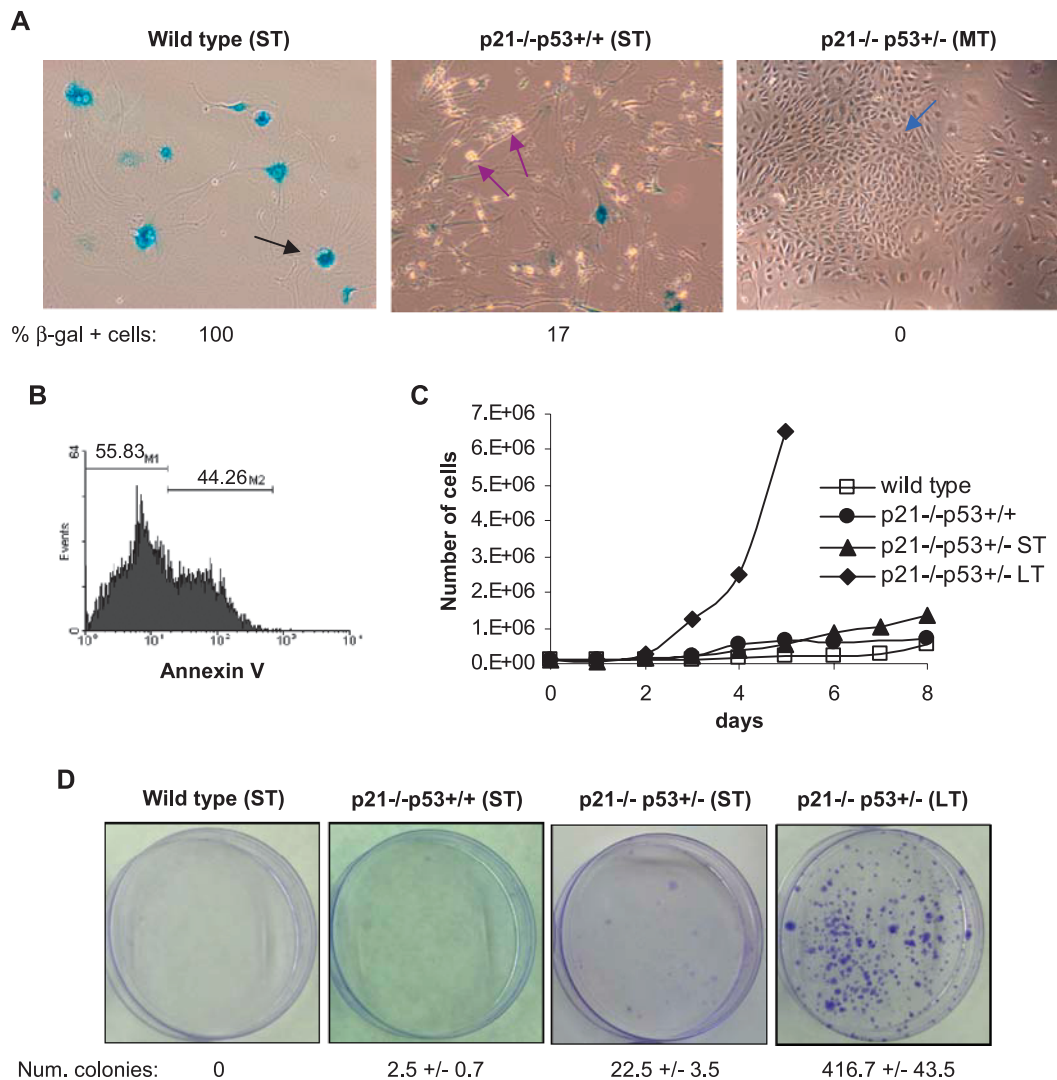 A
Wild type (ST) p21-/-p53+/+ (ST) p21-/- p53+/- (MT)
% β-gal + cells: 100 17 0
B
55.83 M1
44.26 M2
64
Events
0
10⁰ 10¹ 10² 10³ 10⁴
Annexin V
C
7.E+06
6.E+06
5.E+06
4.E+06
3.E+06
2.E+06
1.E+06
0.E+00
Number of cells
0 2 4 6 8
days
wild type
p21-/-p53+/+
p21-/-p53+/- ST
p21-/-p53+/- LT
D
Wild type (ST) p21-/-p53+/+ (ST) p21-/- p53+/- (ST) p21-/- p53+/- (LT)
Num. colonies: 0 2.5 +/- 0.7 22.5 +/- 3.5 416.7 +/- 43.5